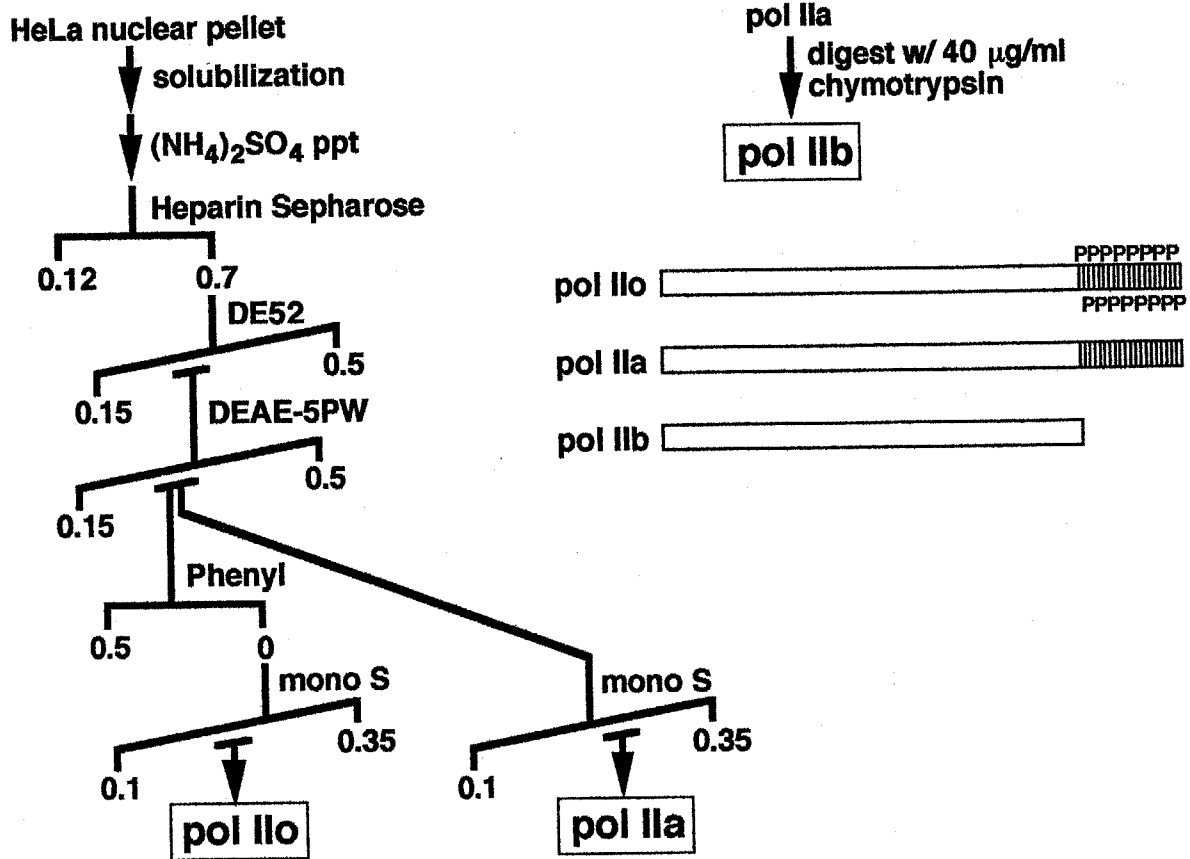 HeLa nuclear pellet
solubilization
(NH₄)₂SO₄ ppt
Heparin Sepharose
0.12
0.7
DE52
0.15
0.5
DEAE-5PW
0.15
0.5
Phenyl
0.5
0
mono S
0.1
0.35
pol IIo
mono S
0.1
0.35
pol IIa
pol IIa
digest w/ 40 μg/ml
chymotrypsin
pol IIb
PPPPPPPP
pol IIo
PPPPPPPP
pol IIa
pol IIb